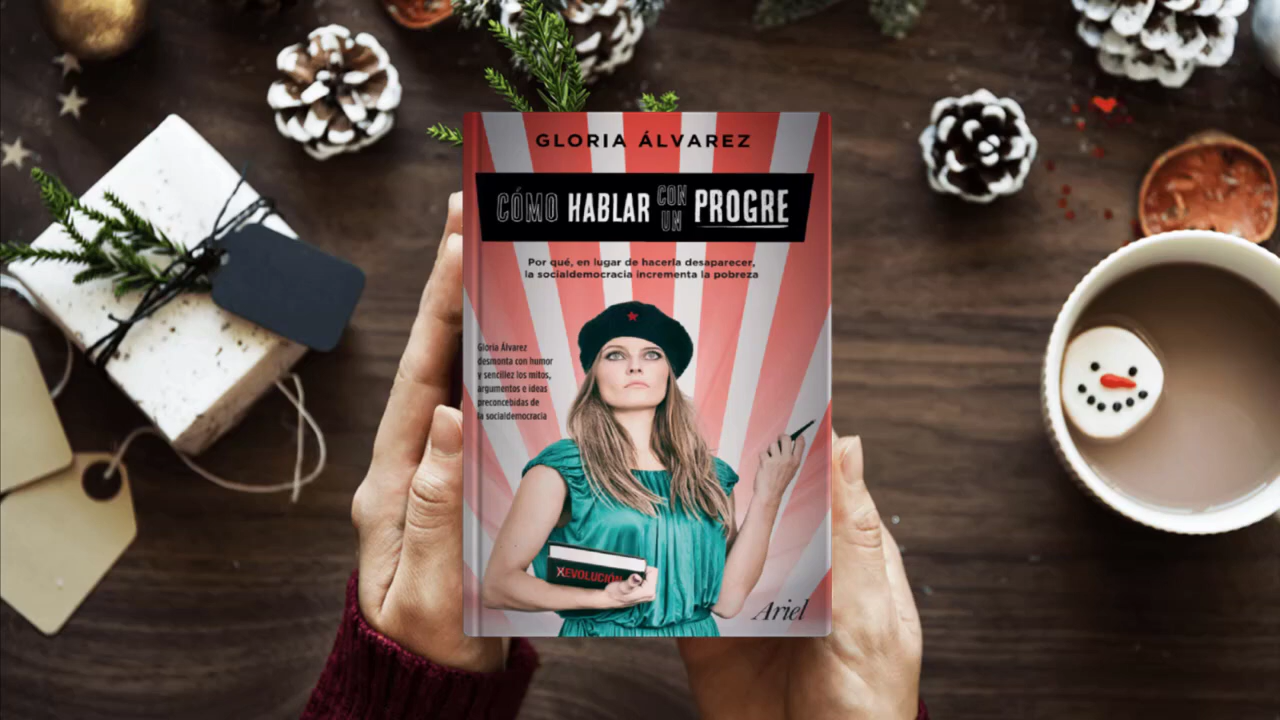 GLORIA ÁLVAREZ
CÓMO HABLAR CON UN PROGRE
Por qué, en lugar de hacerla desaparecer,
la socialdemocracia incrementa la pobreza
Gloria Álvarez
desmonta con humor
y sencillez los mitos,
argumentos e ideas
preconcebidas de
la socialdemocracia
XEVOLUCIÓN
Ariel